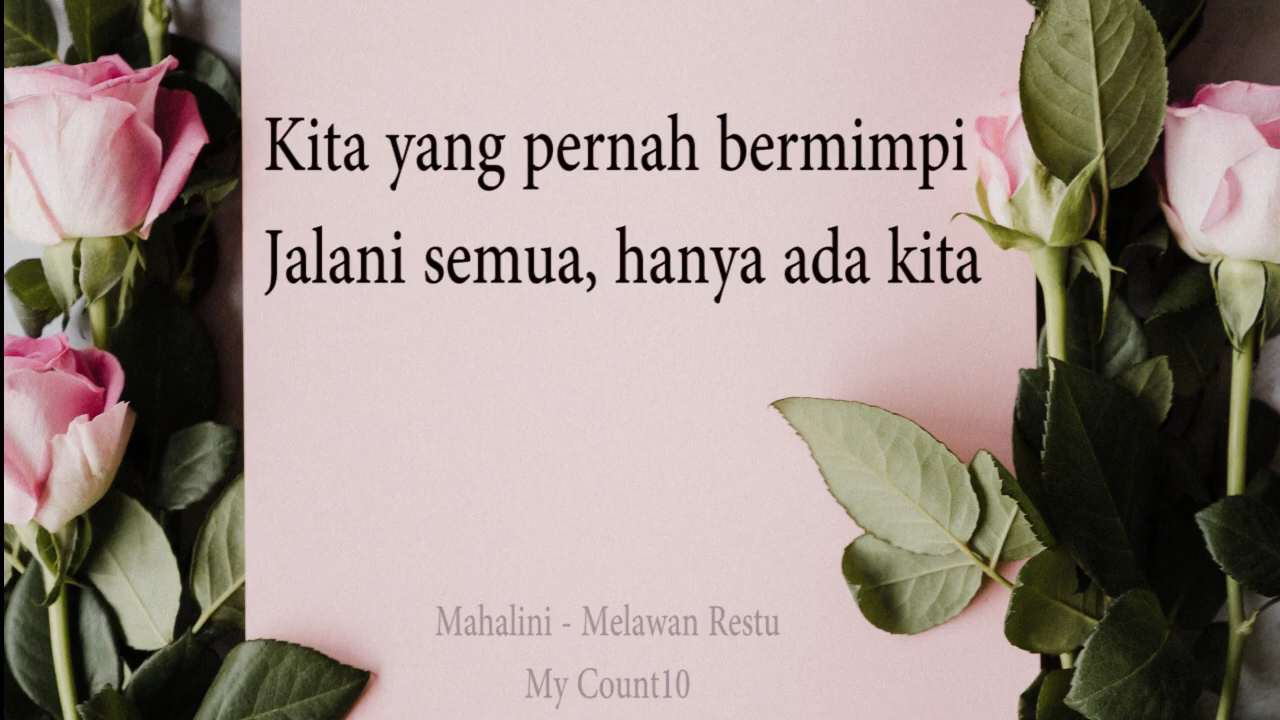 Kita yang pernah bermimpi
Jalani semua, hanya ada kita
Mahalini - Melawan Restu
My Count10